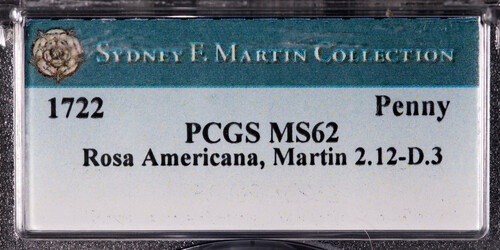 SYDNEY F. MARTIN COLLECTION
1722 Penny
PCGS MS62
Rosa Americana, Martin 2.12-D.3